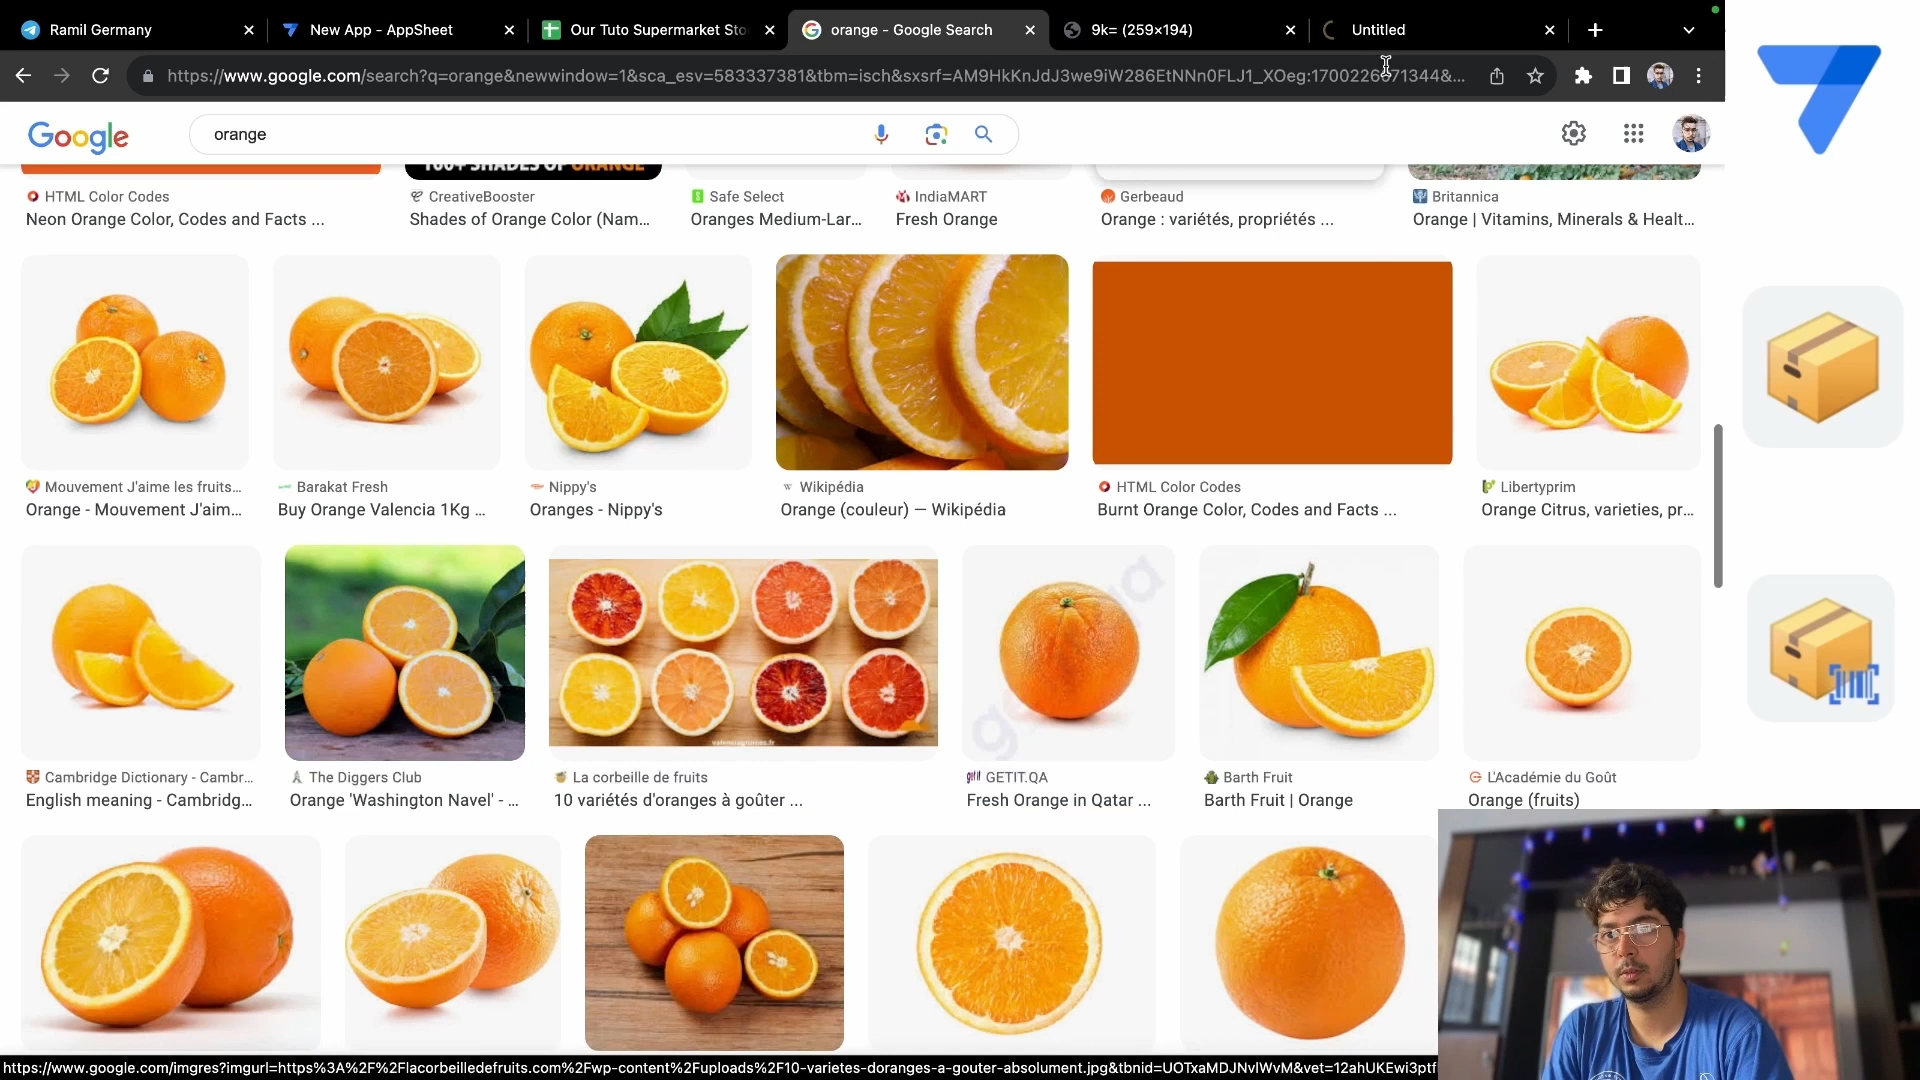 Ramil Germany
New App - AppSheet
Our Tuto Supermarket Sto
orange - Google Search
9k= (259×194)
Untitled
https://www.google.com/search?q=orange&newwindow=1&sca_esv=583337381&tbm=isch&sxsrf=AM9HkKnJdJ3we9iW286EtNNn0FLJ1_XOeg:1700226671344&...
Google
orange
100+ SHADES OF ORANGE
HTML Color Codes
Neon Orange Color, Codes and Facts ...
CreativeBooster
Shades of Orange Color (Nam...
Safe Select
Oranges Medium-Lar...
IndiaMART
Fresh Orange
Gerbeaud
Orange : variétés, propriétés ...
Britannica
Orange | Vitamins, Minerals & Healt...
Mouvement J'aime les fruits...
Orange - Mouvement J'aim...
Barakat Fresh
Buy Orange Valencia 1Kg ...
Nippy's
Oranges - Nippy's
Wikipédia
Orange (couleur) — Wikipédia
HTML Color Codes
Burnt Orange Color, Codes and Facts ...
Libertyprim
Orange Citrus, varieties, pr...
Cambridge Dictionary - Cambr...
English meaning - Cambridg...
The Diggers Club
Orange 'Washington Navel' - ...
La corbeille de fruits
10 variétés d'oranges à goûter ...
GETIT.QA
Fresh Orange in Qatar ...
Barth Fruit
Barth Fruit | Orange
L'Académie du Goût
Orange (fruits)
https://www.google.com/imgres?imgurl=https%3A%2F%2Flacorbeilledefruits.com%2Fwp-content%2Fuploads%2F10-varietes-doranges-a-gouter-absolument.jpg&tbnid=UOTxaMDJNvlWvM&vet=12ahUKEwi3ptf